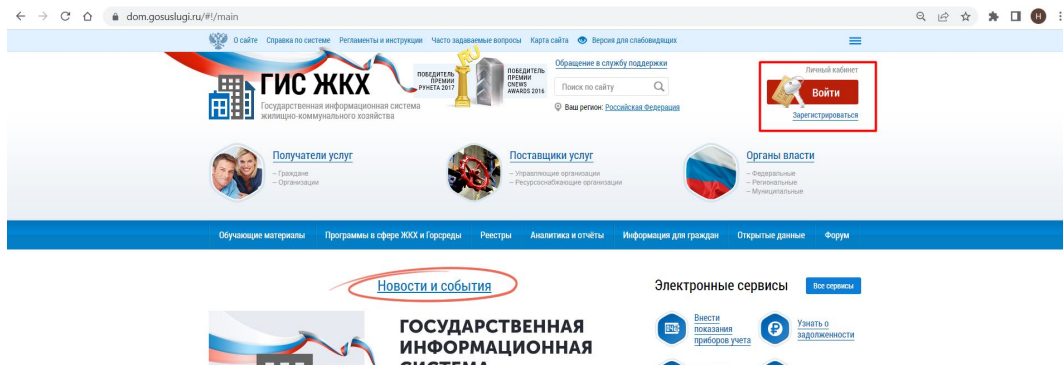 dom.gosuslugi.ru/#!/main
Н
О сайте Справка по системе Регламенты и инструкции Часто задаваемые вопросы Карта сайта Версия для слабовидящих
ГИС ЖКХ
Государственная информационная система
жилищно-коммунального хозяйства
ПОБЕДИТЕЛЬ
ПРЕМИИ
РУНЕТА 2017
RU
ПОБЕДИТЕЛЬ
ПРЕМИИ
CNEWS
AWARDS 2016
Обращение в службу поддержки
Поиск по сайту
Ваш регион: Российская Федерация
Личный кабинет
Войти
Зарегистрироваться
Получатели услуг
– Граждане
– Организации
Поставщики услуг
– Управляющие организации
– Ресурсоснабжающие организации
Органы власти
– Федеральные
– Региональные
– Муниципальные
Обучающие материалы Программы в сфере ЖКХ и Горсреды Реестры Аналитика и отчёты Информация для граждан Открытые данные Форум
Новости и события
ГОСУДАРСТВЕННАЯ
ИНФОРМАЦИОННАЯ
СИСТЕМА
Электронные сервисы
Все сервисы
Внести
показания
приборов учета
Узнать о
задолженности